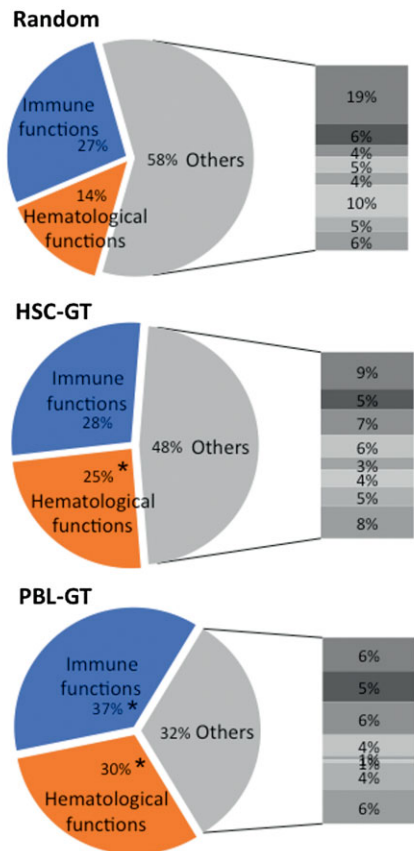 Random
Immune
functions
27%
14%
Hematological
functions
58% Others
19%
6%
4%
5%
4%
10%
5%
6%
HSC-GT
Immune
functions
28%
25% *
Hematological
functions
48% Others
9%
5%
7%
6%
3%
4%
5%
8%
PBL-GT
Immune
functions
37% *
30% *
Hematological
functions
32% Others
6%
5%
6%
4%
1%
1%
4%
6%